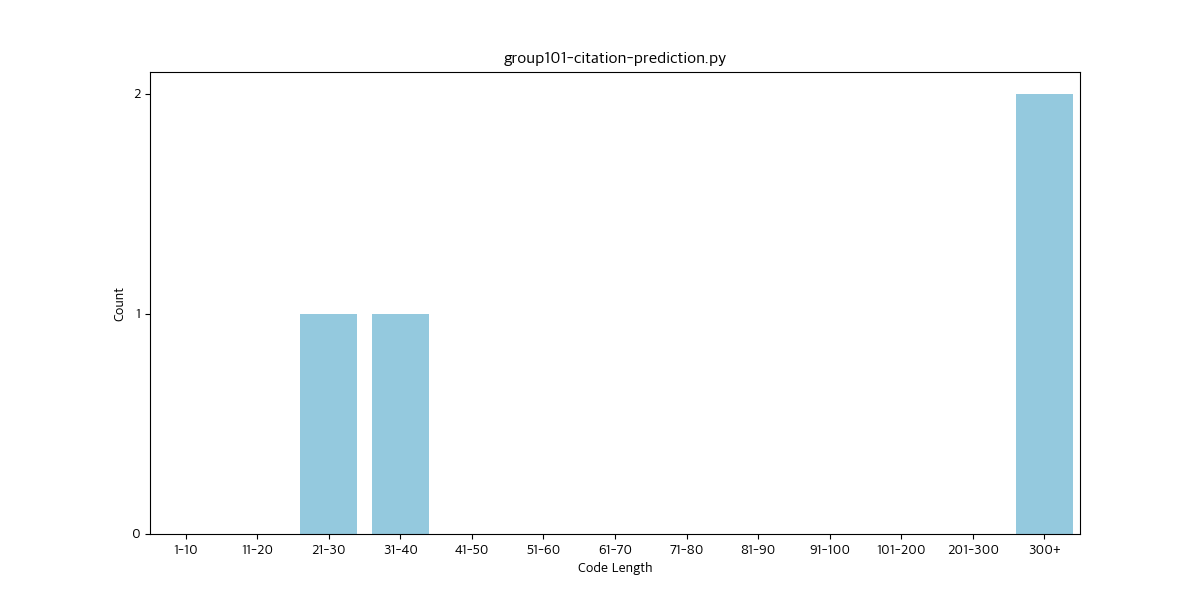 group101-citation-prediction.py
2
1
0
Count
1-10 11-20 21-30 31-40 41-50 51-60 61-70 71-80 81-90 91-100 101-200 201-300 300+
Code Length